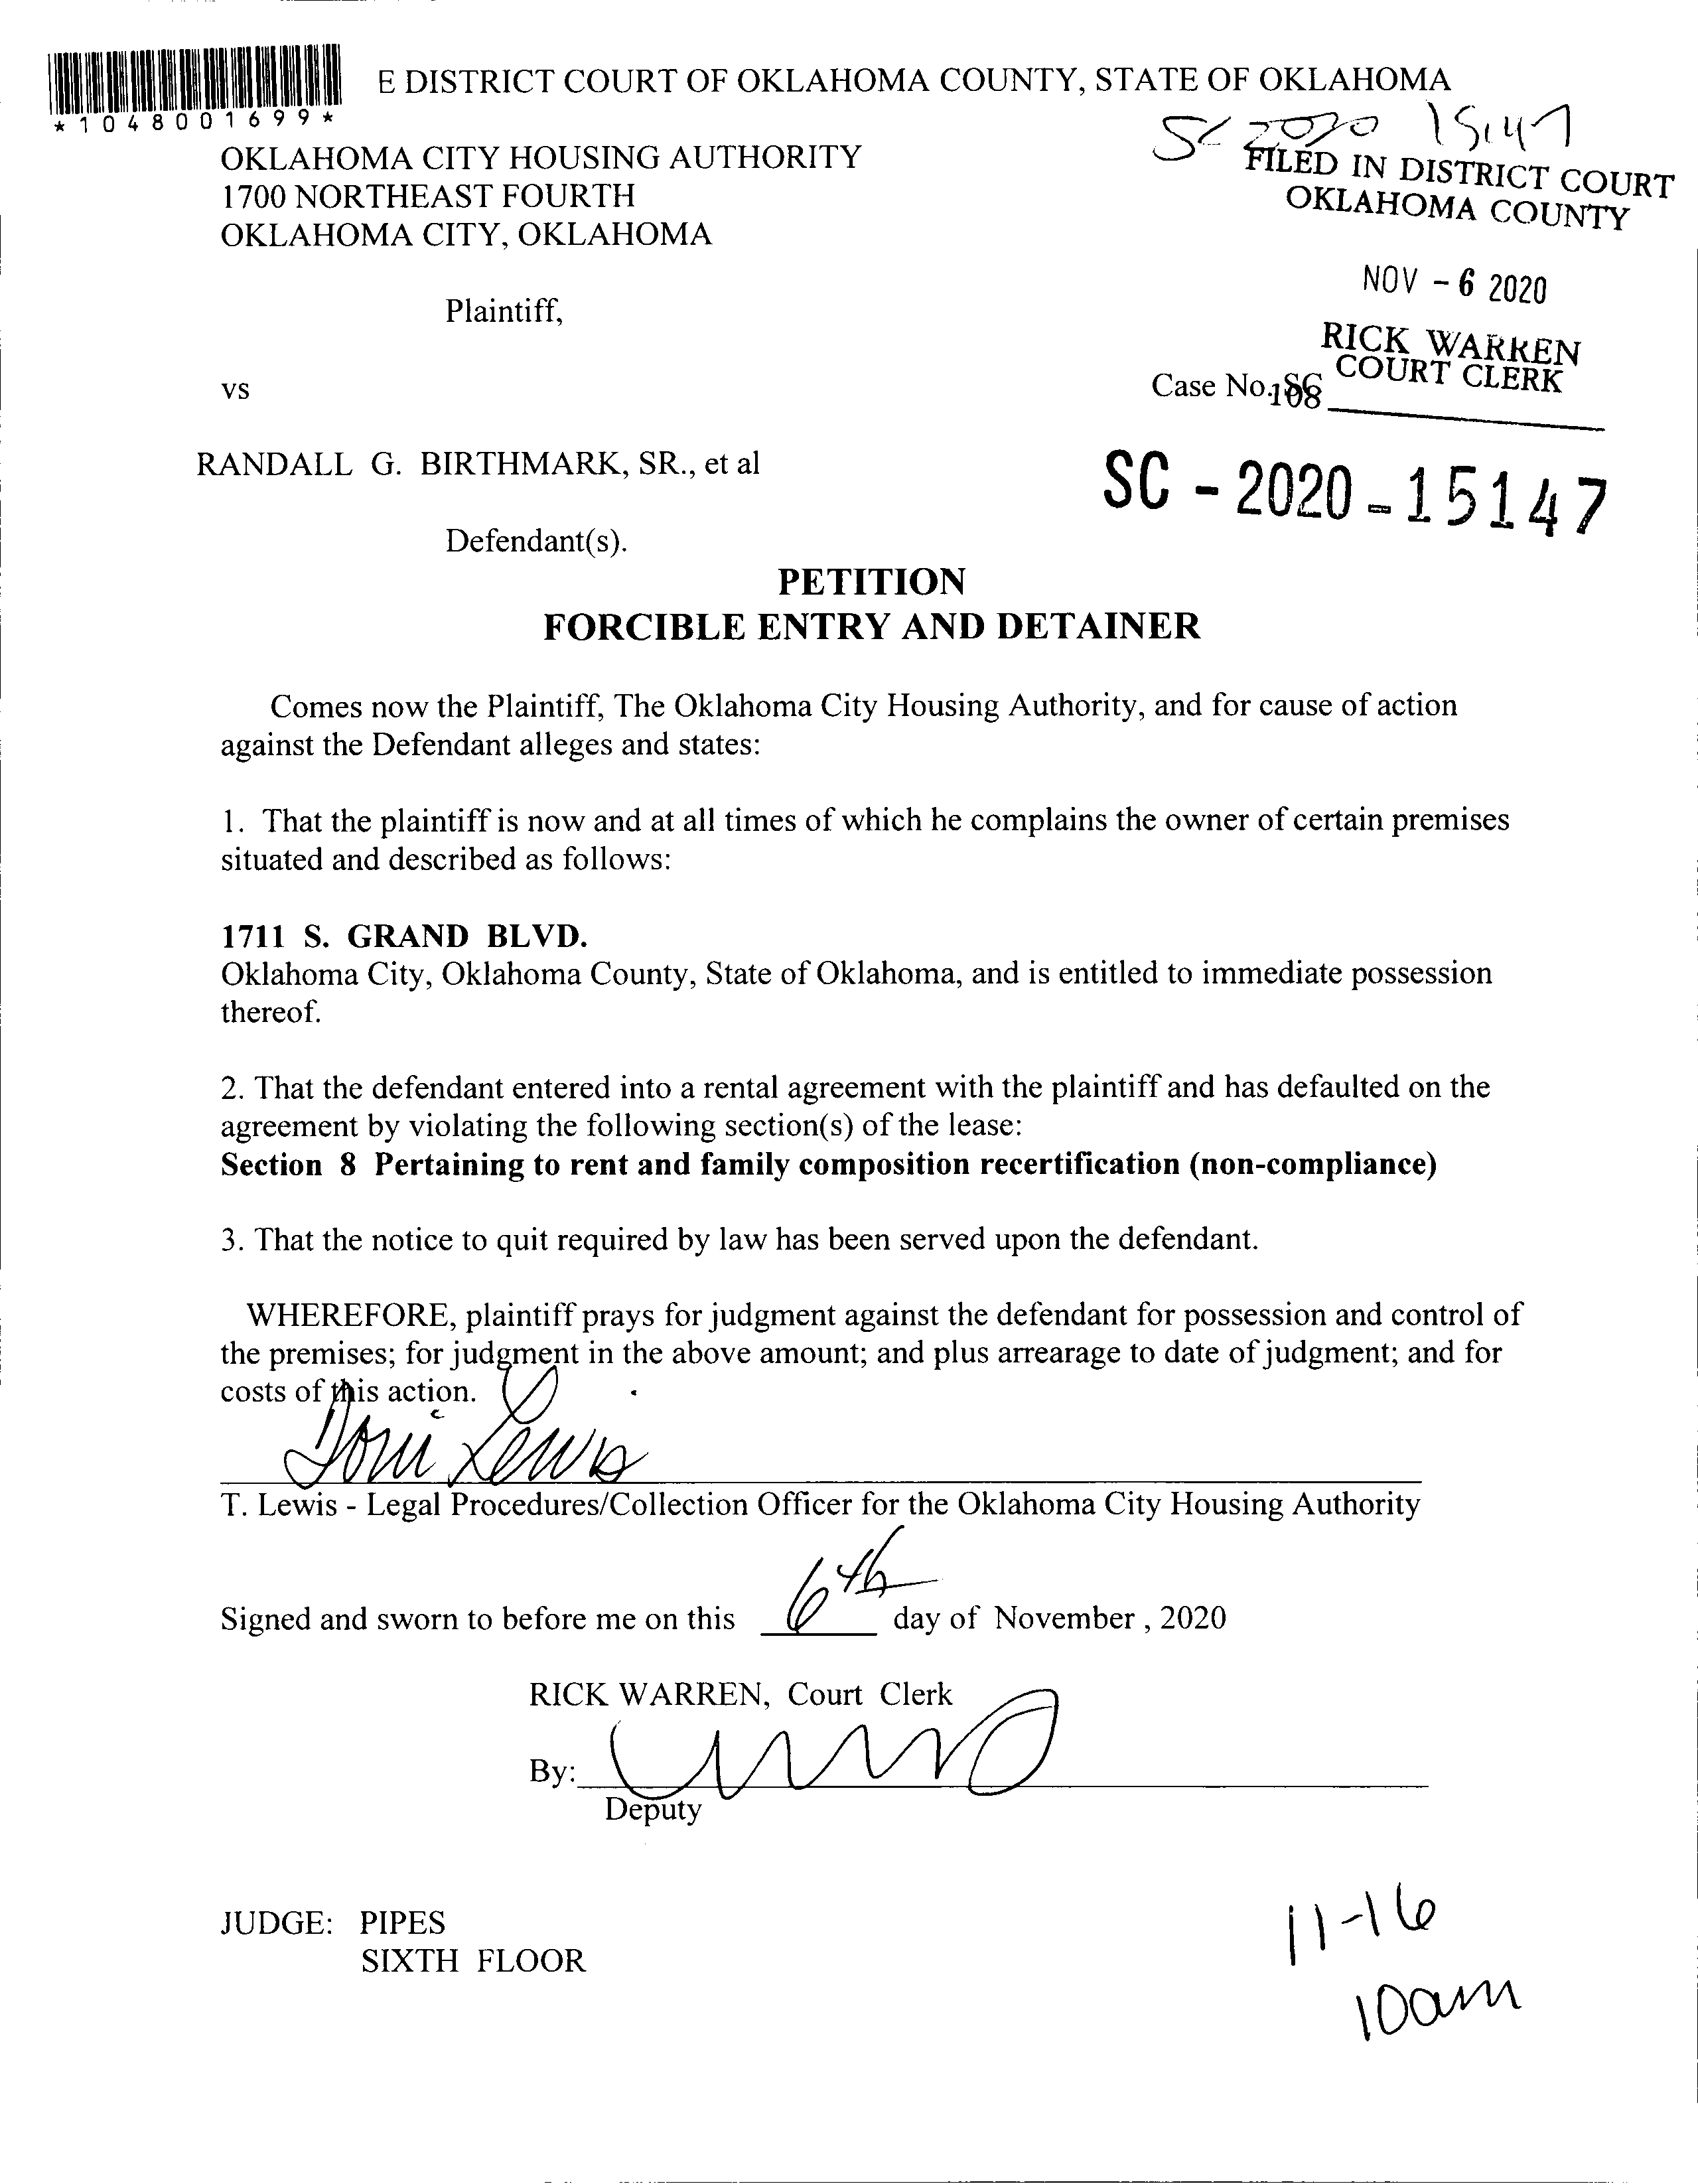 E DISTRICT COURT OF OKLAHOMA COUNTY, STATE OF OKLAHOMA
*1048001699*
SC 2020 15147
OKLAHOMA CITY HOUSING AUTHORITY
1700 NORTHEAST FOURTH
OKLAHOMA CITY, OKLAHOMA
FILED IN DISTRICT COURT
OKLAHOMA COUNTY
NOV - 6 2020
Plaintiff,
RICK WARREN
COURT CLERK
vs
Case No. SC
108
RANDALL G. BIRTHMARK, SR., et al
SC - 2020 - 15147
Defendant(s).
PETITION
FORCIBLE ENTRY AND DETAINER
Comes now the Plaintiff, The Oklahoma City Housing Authority, and for cause of action
against the Defendant alleges and states:
1. That the plaintiff is now and at all times of which he complains the owner of certain premises
situated and described as follows:
1711 S. GRAND BLVD.
Oklahoma City, Oklahoma County, State of Oklahoma, and is entitled to immediate possession
thereof.
2. That the defendant entered into a rental agreement with the plaintiff and has defaulted on the
agreement by violating the following section(s) of the lease:
Section 8 Pertaining to rent and family composition recertification (non-compliance)
3. That the notice to quit required by law has been served upon the defendant.
WHEREFORE, plaintiff prays for judgment against the defendant for possession and control of
the premises; for judgment in the above amount; and plus arrearage to date of judgment; and for
costs of this action.
Toni Lewis
T. Lewis - Legal Procedures/Collection Officer for the Oklahoma City Housing Authority
Signed and sworn to before me on this 6th day of November , 2020
RICK WARREN, Court Clerk
By:
Deputy
JUDGE: PIPES
SIXTH FLOOR
11-16
10am